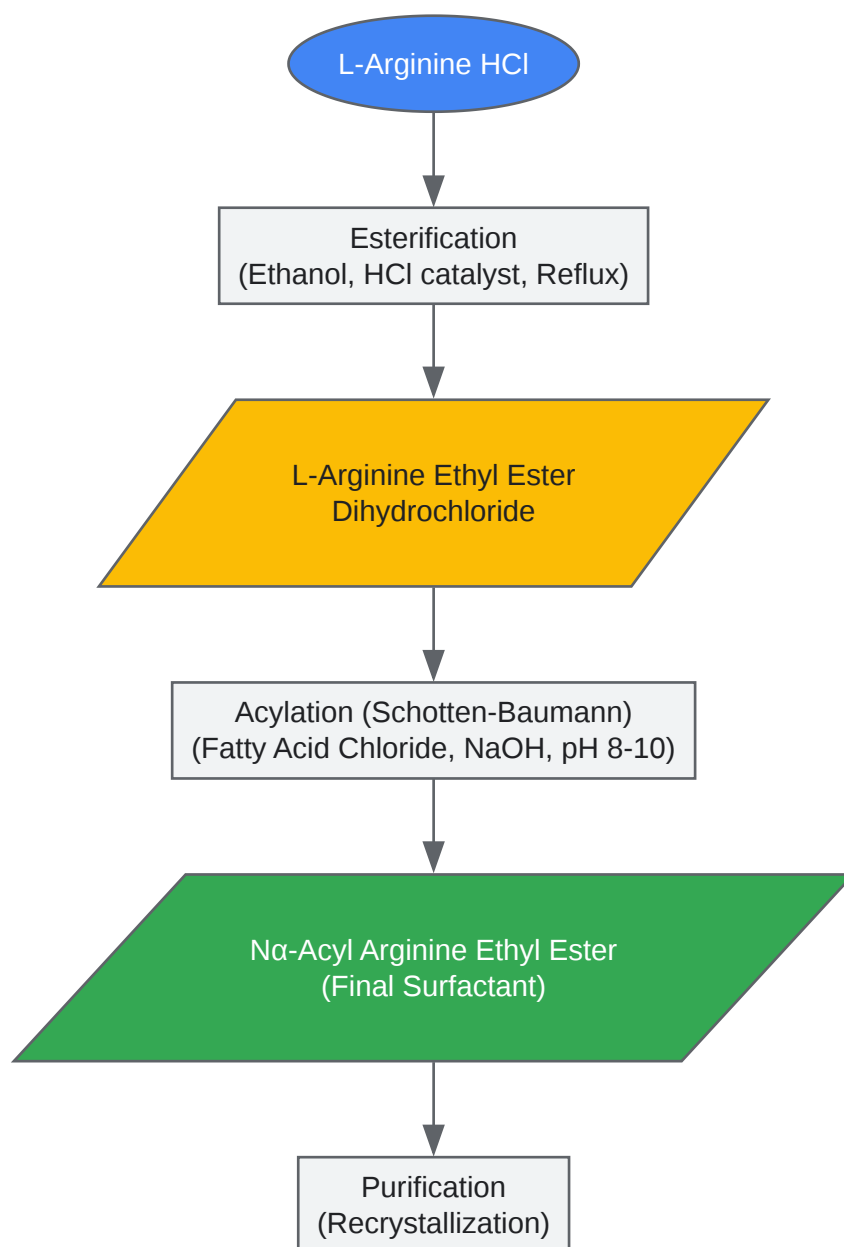 L-Arginine HCl
Esterification
(Ethanol, HCl catalyst, Reflux)
L-Arginine Ethyl Ester
Dihydrochloride
Acylation (Schotten-Baumann)
(Fatty Acid Chloride, NaOH, pH 8-10)
Nα-Acyl Arginine Ethyl Ester
(Final Surfactant)
Purification
(Recrystallization)